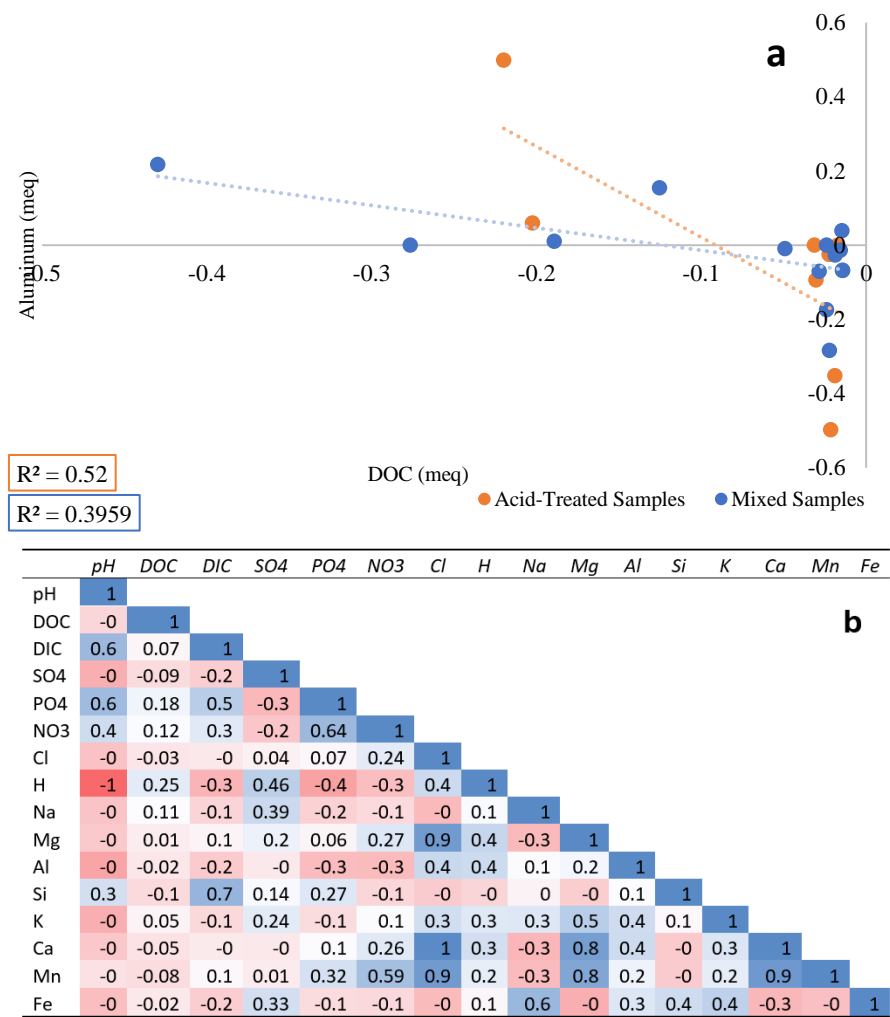 0.6
a
0.4
0.2
0
-0.5 -0.4 -0.3 -0.2 -0.1 0
Aluminum (meq)
-0.2
-0.4
-0.6
R² = 0.52
DOC (meq)
R² = 0.3959
Acid-Treated Samples Mixed Samples
pH DOC DIC SO4 PO4 NO3 Cl H Na Mg Al Si K Ca Mn Fe
b
pH 1
DOC -0 1
DIC 0.6 0.07 1
SO4 -0 -0.09 -0.2 1
PO4 0.6 0.18 0.5 -0.3 1
NO3 0.4 0.12 0.3 -0.2 0.64 1
Cl -0 -0.03 -0 0.04 0.07 0.24 1
H -1 0.25 -0.3 0.46 -0.4 -0.3 0.4 1
Na -0 0.11 -0.1 0.39 -0.2 -0.1 -0 0.1 1
Mg -0 0.01 0.1 0.2 0.06 0.27 0.9 0.4 -0.3 1
Al -0 -0.02 -0.2 -0 -0.3 -0.3 0.4 0.4 0.1 0.2 1
Si 0.3 -0.1 0.7 0.14 0.27 -0.1 -0 -0 0 -0 0.1 1
K -0 0.05 -0.1 0.24 -0.1 0.1 0.3 0.3 0.3 0.5 0.4 0.1 1
Ca -0 -0.05 -0 -0 0.1 0.26 1 0.3 -0.3 0.8 0.4 -0 0.3 1
Mn -0 -0.08 0.1 0.01 0.32 0.59 0.9 0.2 -0.3 0.8 0.2 -0 0.2 0.9 1
Fe -0 -0.02 -0.2 0.33 -0.1 -0.1 -0 0.1 0.6 -0 0.3 0.4 0.4 -0.3 -0 1